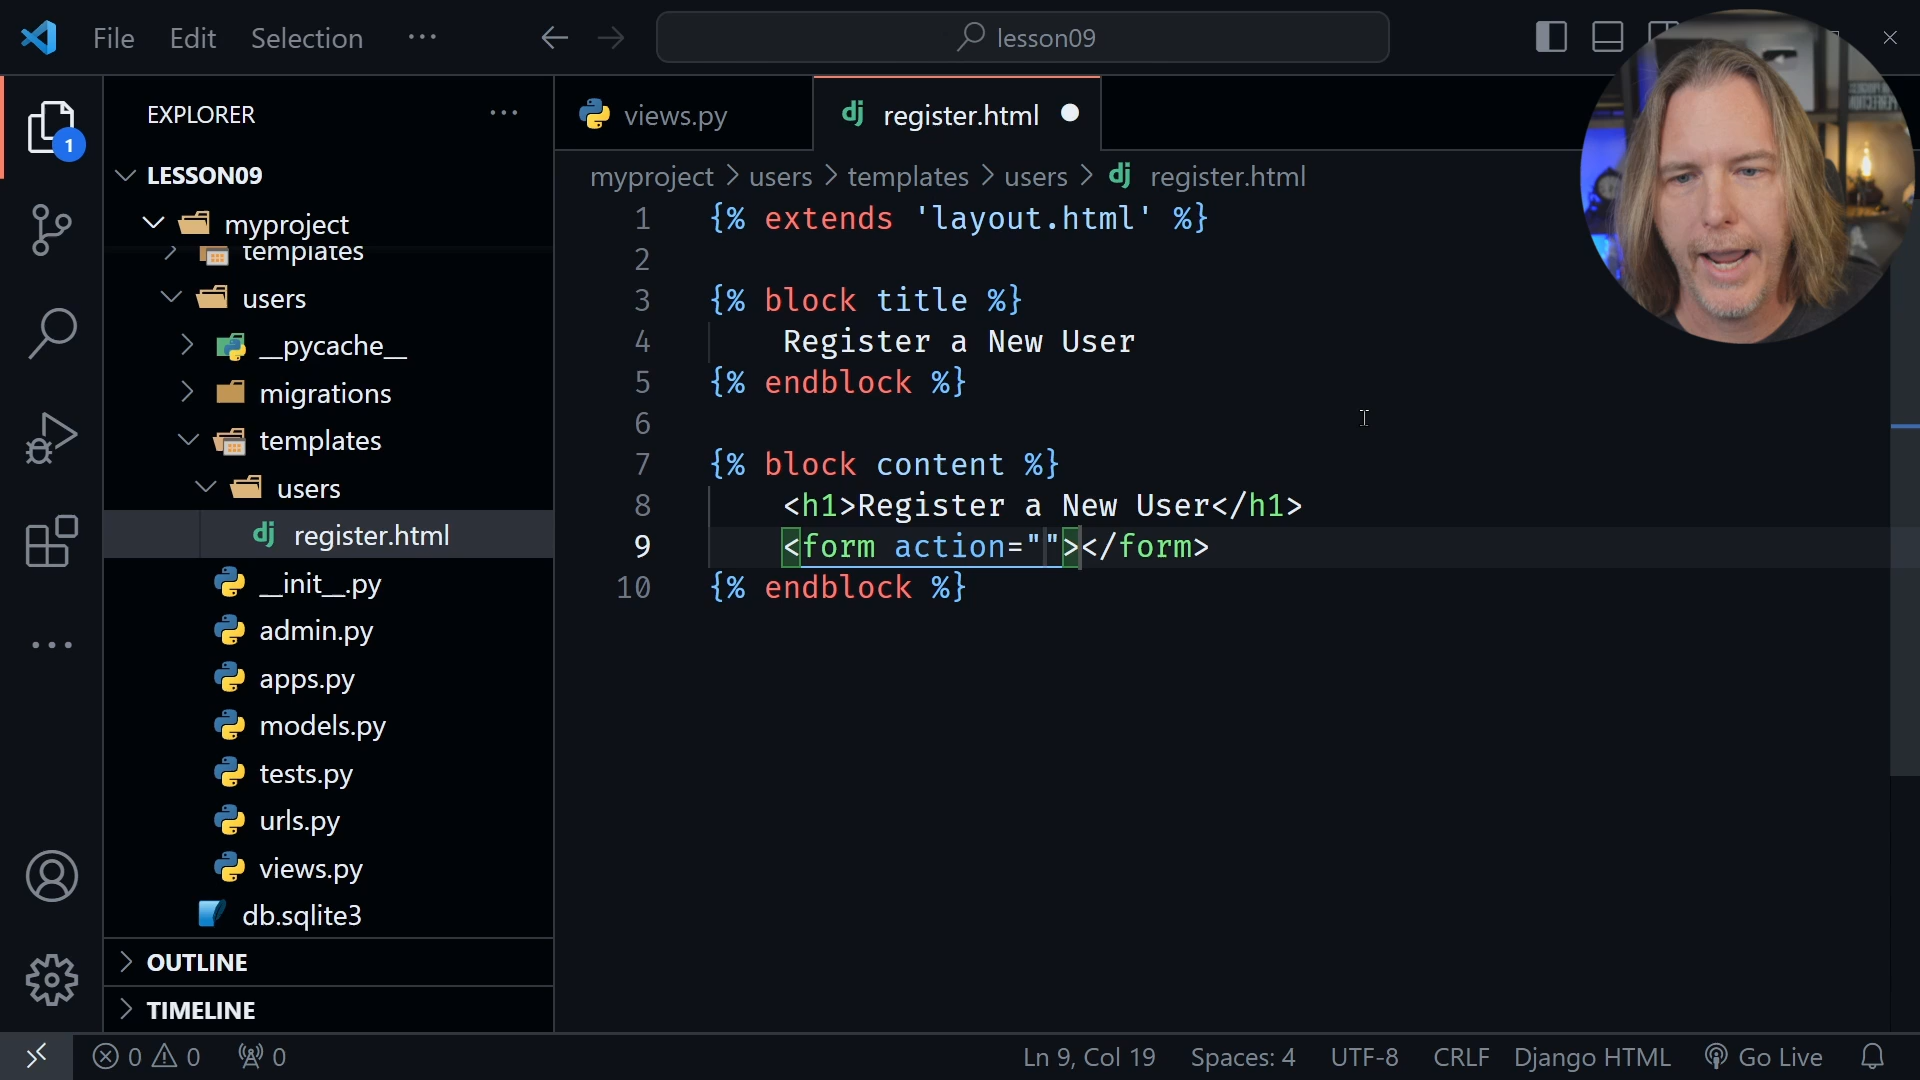 File Edit Selection ··· lesson09
EXPLORER ···
views.py
dj register.html
1
LESSON09
myproject
templates
users
__pycache__
migrations
templates
users
dj register.html
__init__.py
admin.py
apps.py
models.py
tests.py
urls.py
views.py
db.sqlite3
OUTLINE
TIMELINE
myproject > users > templates > users > dj register.html
1 {% extends 'layout.html' %}
2
3 {% block title %}
4 Register a New User
5 {% endblock %}
6
7 {% block content %}
8 <h1>Register a New User</h1>
9 <form action=""></form>
10 {% endblock %}
0 0 0 Ln 9, Col 19 Spaces: 4 UTF-8 CRLF Django HTML Go Live